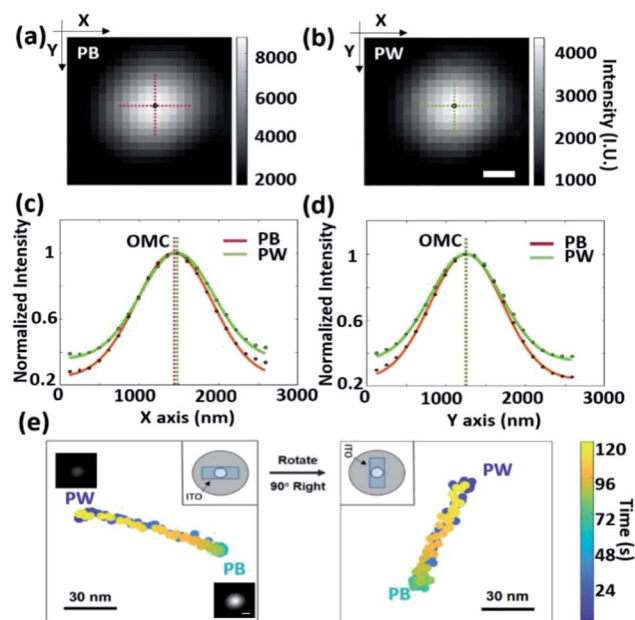 (a)
X
Y
PB
8000
6000
4000
2000
(b)
X
Y
PW
4000
3000
2000
1000
Intensity (I.U.)
(c)
Normalized Intensity
1
0.6
0.2
OMC
PB
PW
0
1000
2000
3000
X axis (nm)
(d)
Normalized Intensity
1
0.6
0.2
OMC
PB
PW
0
1000
2000
3000
Y axis (nm)
(e)
PW
PB
ITO
30 nm
Rotate
90° Right
ITO
PW
PB
30 nm
120
96
72
48
24
Time (s)